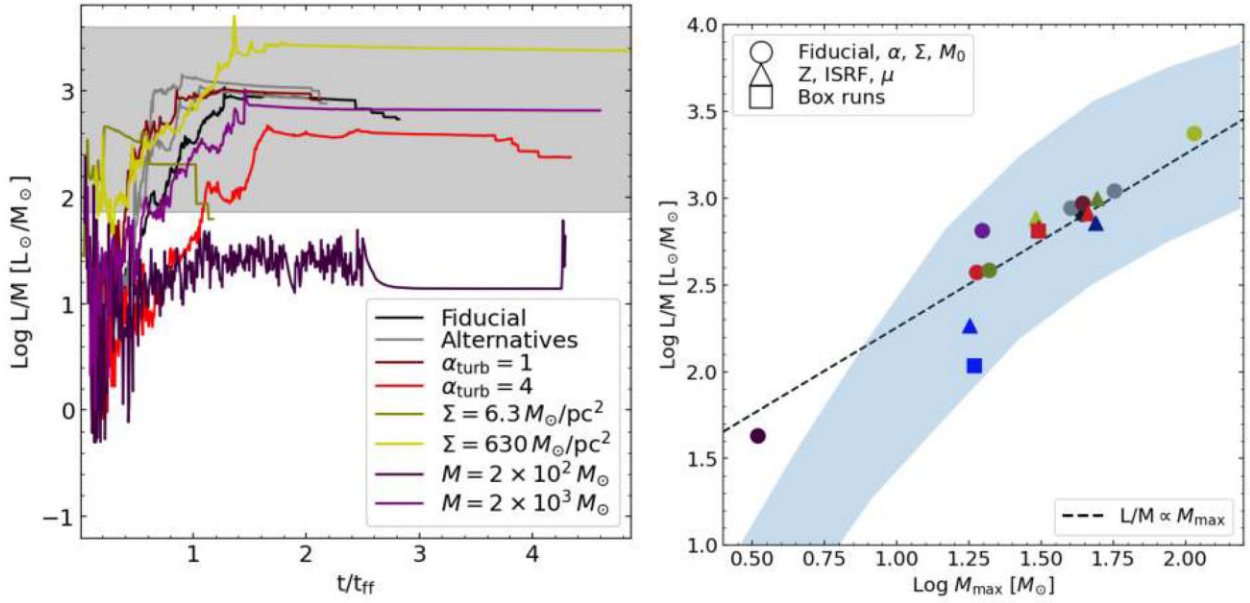 Log L/M [L⊙/M⊙]
3
2
1
0
−1
1
2
3
4
t/tff
Fiducial
Alternatives
αturb = 1
αturb = 4
Σ = 6.3 M⊙/pc²
Σ = 630 M⊙/pc²
M = 2 × 10² M⊙
M = 2 × 10³ M⊙
Log L/M [L⊙/M⊙]
4.0
3.5
3.0
2.5
2.0
1.5
1.0
Fiducial, α, Σ, M₀
Z, ISRF, μ
Box runs
L/M ∝ Mmax
0.50
0.75
1.00
1.25
1.50
1.75
2.00
Log Mmax [M⊙]